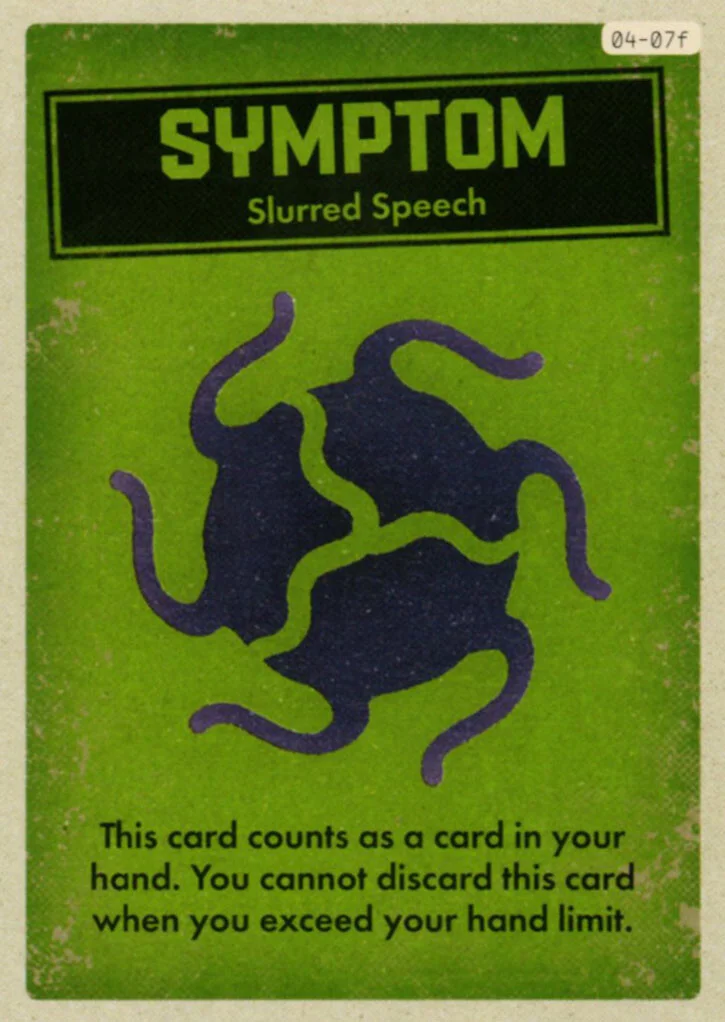 04-07f
SYMPTOM
Slurred Speech
This card counts as a card in your
hand. You cannot discard this card
when you exceed your hand limit.